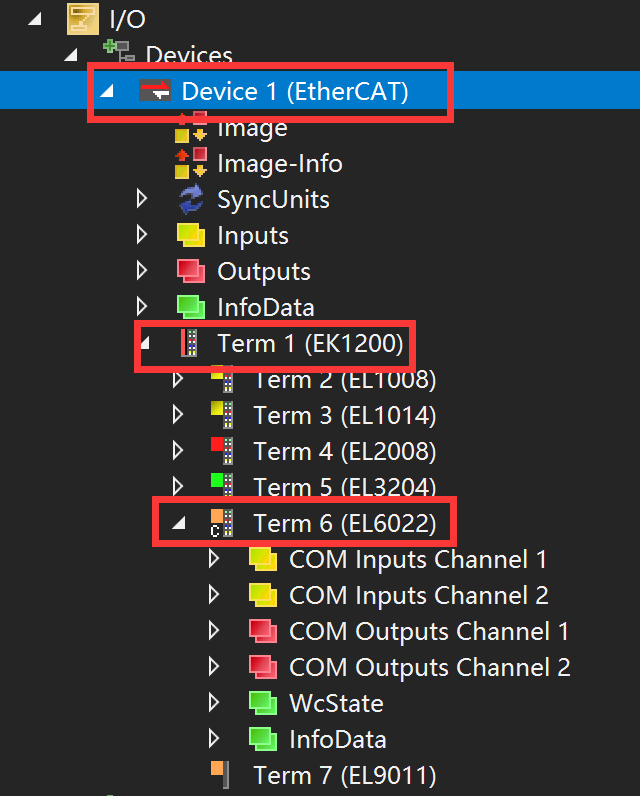 I/O
Devices
Device 1 (EtherCAT)
Image
Image-Info
SyncUnits
Inputs
Outputs
InfoData
Term 1 (EK1200)
Term 2 (EL1008)
Term 3 (EL1014)
Term 4 (EL2008)
Term 5 (EL3204)
Term 6 (EL6022)
COM Inputs Channel 1
COM Inputs Channel 2
COM Outputs Channel 1
COM Outputs Channel 2
WcState
InfoData
Term 7 (EL9011)